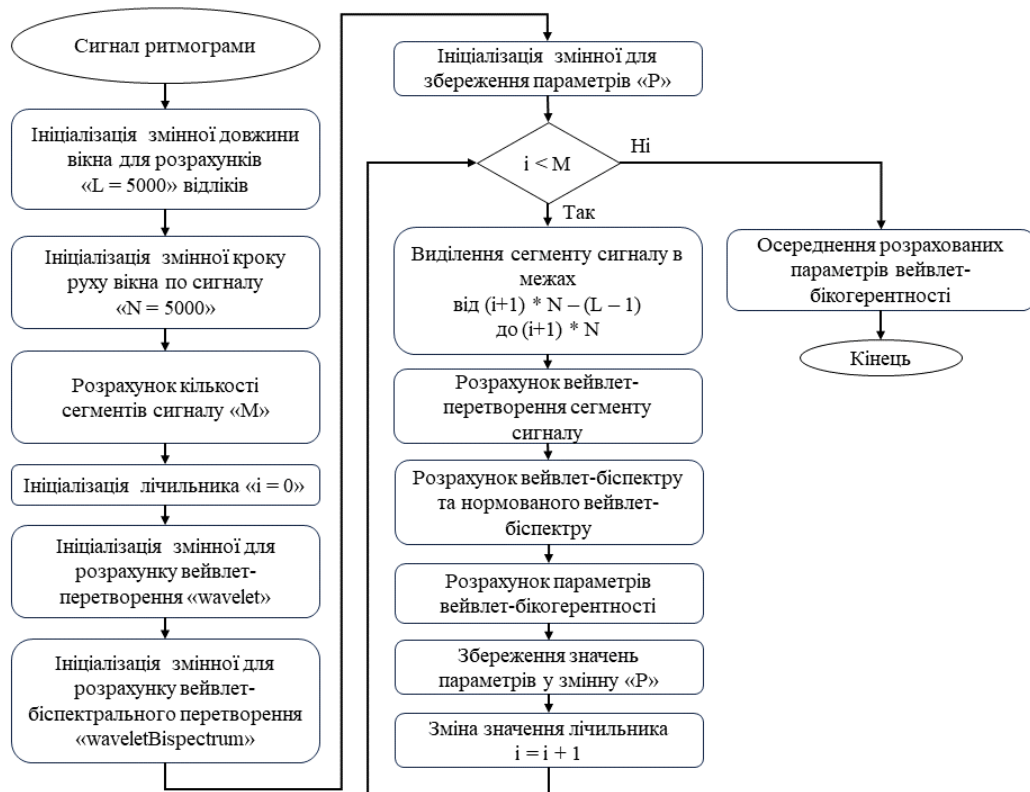 Сигнал ритмограми
Ініціалізація змінної довжини
вікна для розрахунків
«L = 5000» відліків
Ініціалізація змінної кроку
руху вікна по сигналу
«N = 5000»
Розрахунок кількості
сегментів сигналу «M»
Ініціалізація лічильника «i = 0»
Ініціалізація змінної для
розрахунку вейвлет-
перетворення «wavelet»
Ініціалізація змінної для
розрахунку вейвлет-
біспектрального перетворення
«waveletBispectrum»
Ініціалізація змінної для
збереження параметрів «P»
i < M
Ні
Так
Виділення сегменту сигналу в
межах
від (i+1) * N – (L – 1)
до (i+1) * N
Розрахунок вейвлет-
перетворення сегменту
сигналу
Розрахунок вейвлет-біспектру
та нормованого вейвлет-
біспектру
Розрахунок параметрів
вейвлет-бікогерентності
Збереження значень
параметрів у змінну «P»
Зміна значення лічильника
i = i + 1
Осереднення розрахованих
параметрів вейвлет-
бікогерентності
Кінець